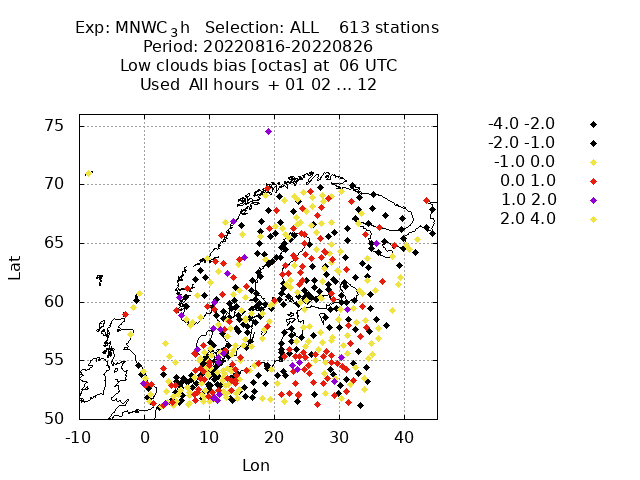 Exp: MNWC₃h Selection: ALL 613 stations
Period: 20220816-20220826
Low clouds bias [octas] at 06 UTC
Used All hours + 01 02 ... 12
-4.0 -2.0
-2.0 -1.0
-1.0 0.0
0.0 1.0
1.0 2.0
2.0 4.0
75
70
65
60
55
50
Lat
-10 0 10 20 30 40
Lon